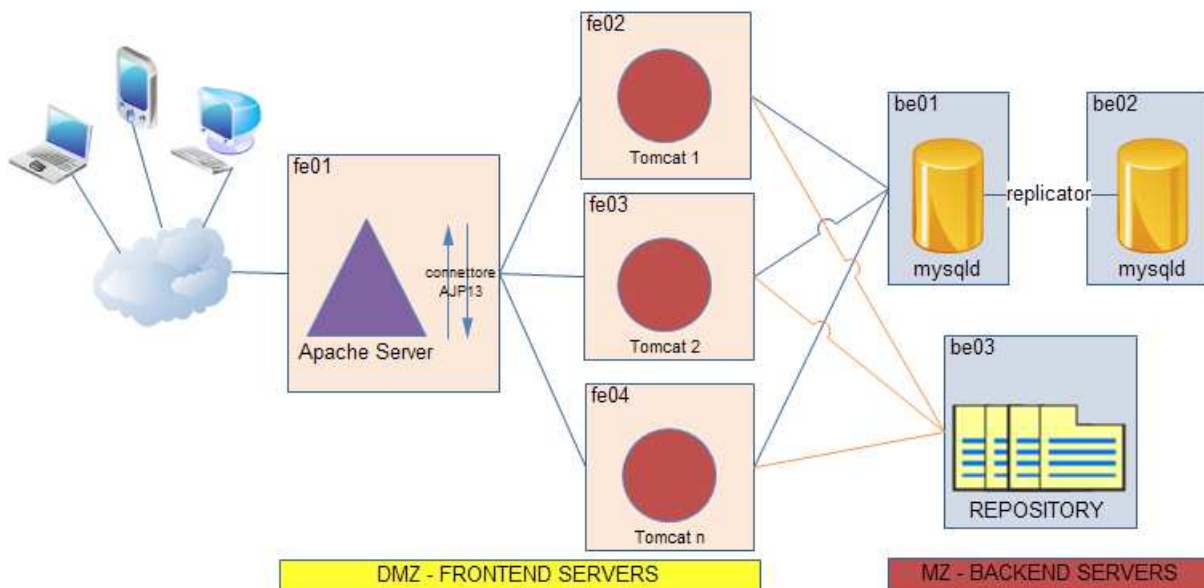 fe01
connettore
AJP13
Apache Server
fe02
Tomcat 1
fe03
Tomcat 2
fe04
Tomcat n
be01
mysqld
replicator
be02
mysqld
be03
REPOSITORY
DMZ - FRONTEND SERVERS
MZ - BACKEND SERVERS